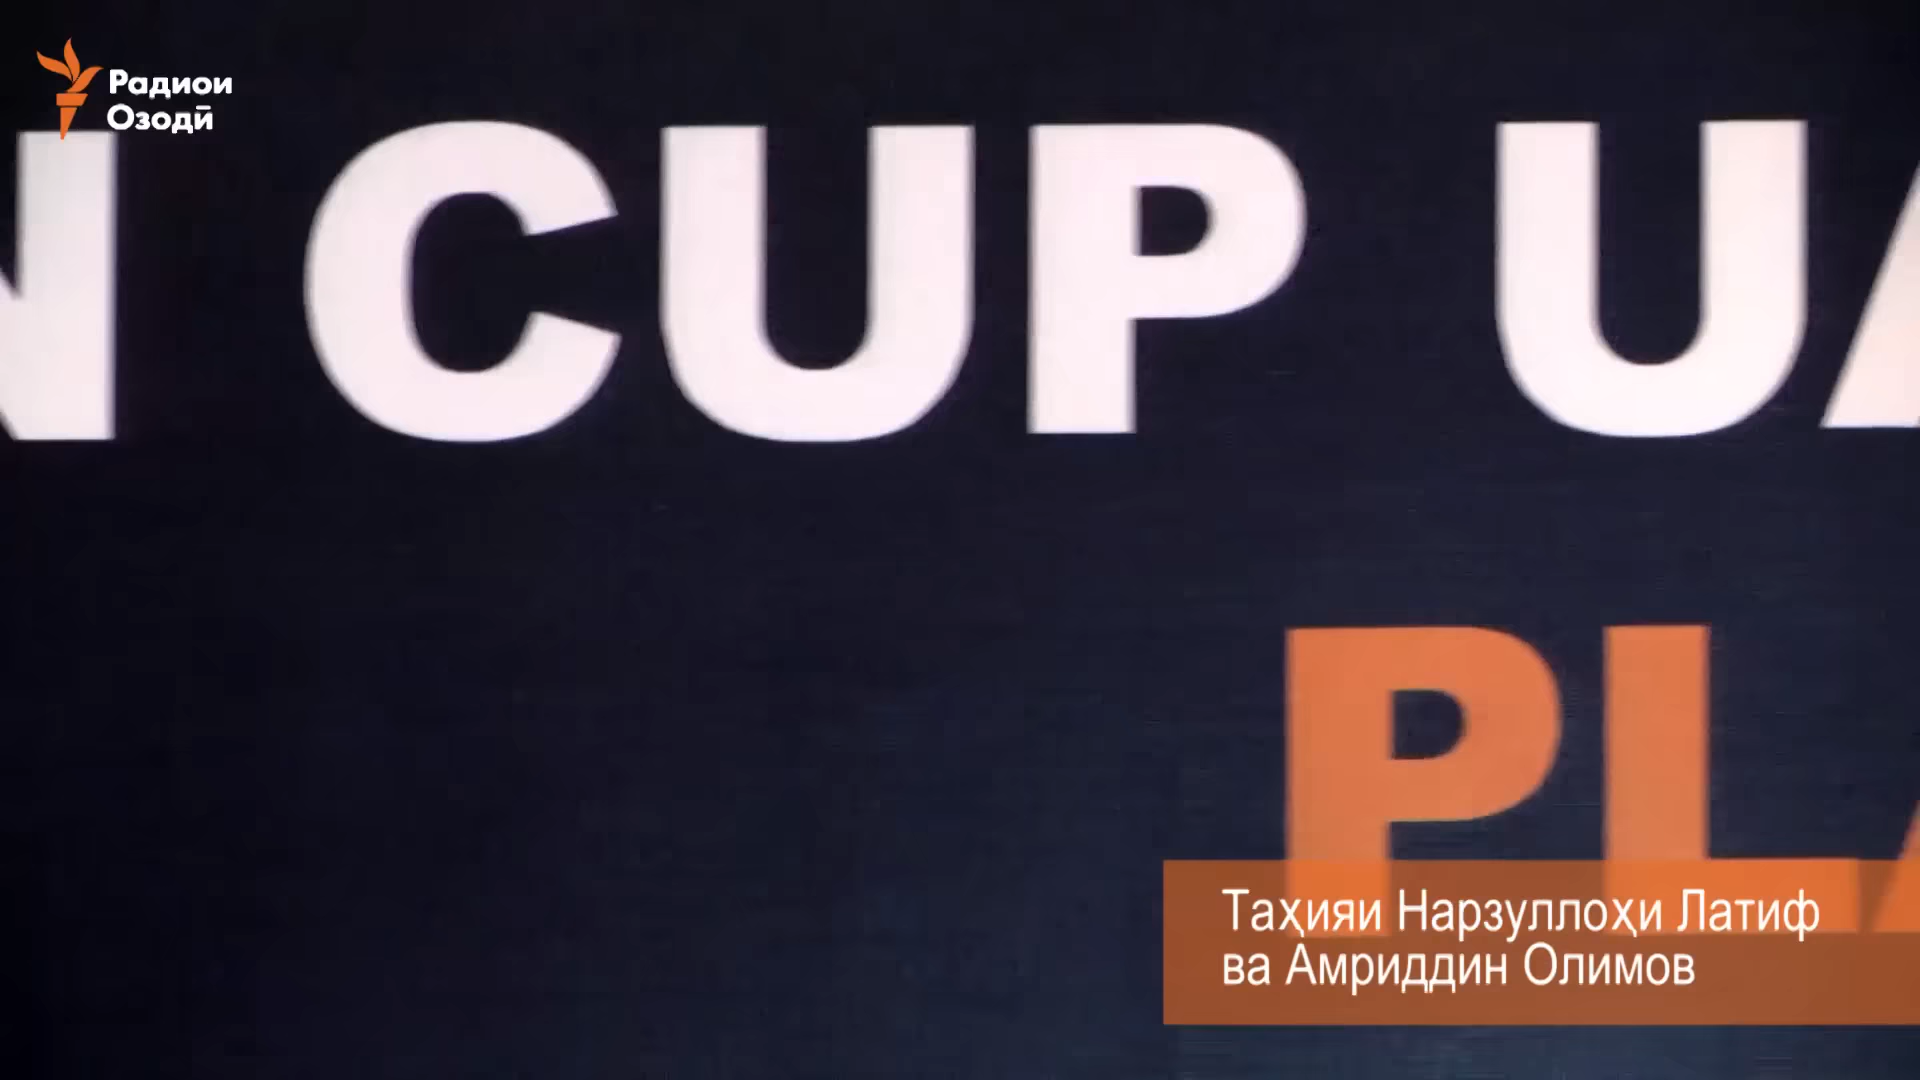 Радиои
Озодӣ
CUP
Таҳияи Нарзуллоҳи Латиф
ва Амриддин Олимов